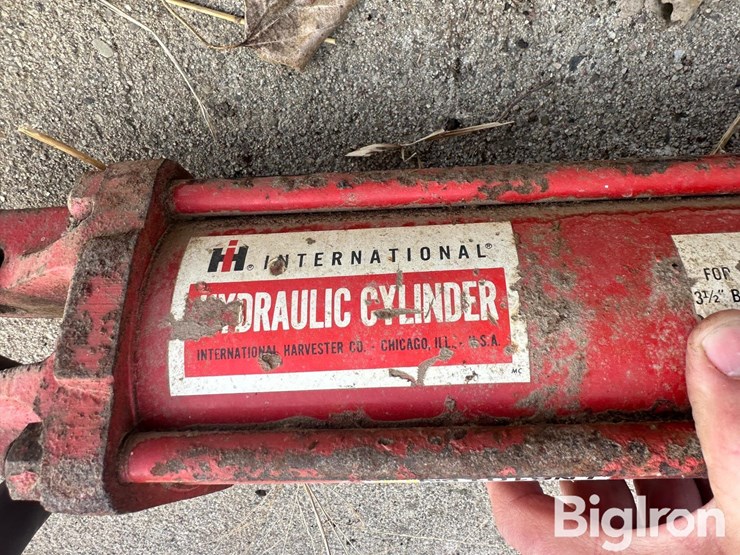 IH® INTERNATIONAL®
HYDRAULIC CYLINDER
INTERNATIONAL HARVESTER CO. - CHICAGO, ILL. - U.S.A.
MC
FOR
3½" B
BigIron